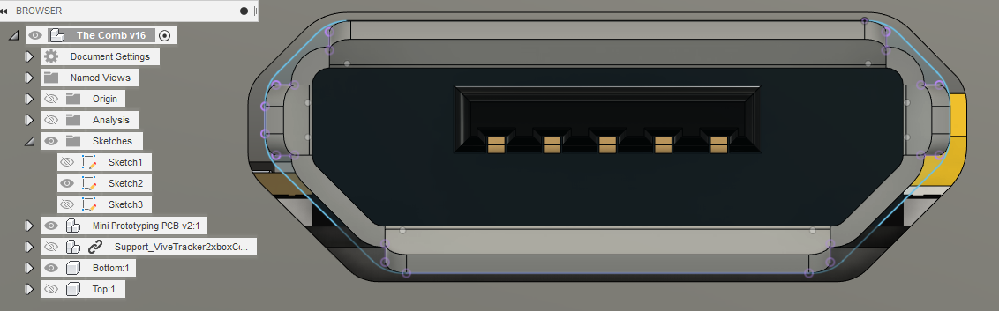 BROWSER
The Comb v16
Document Settings
Named Views
Origin
Analysis
Sketches
Sketch1
Sketch2
Sketch3
Mini Prototyping PCB v2:1
Support_ViveTracker2xboxCo...
Bottom:1
Top:1